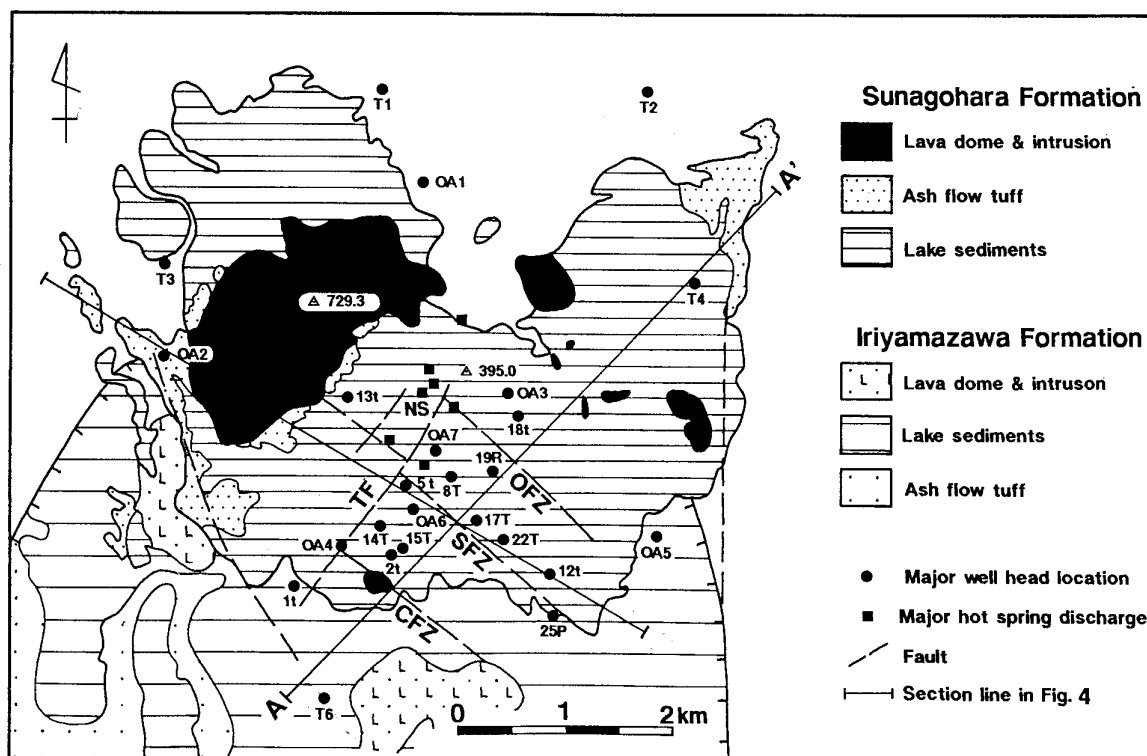 T1
T2
Sunagohara Formation
Lava dome & intrusion
A'
OA1
Ash flow tuff
Lake sediments
T3
T4
729.3
OA2
395.0
Iriyamazawa Formation
Lava dome & intruson
13t
NS
OA3
18t
Lake sediments
OA7
19R
Ash flow tuff
TF
5t
8T
OFZ
OA6
17T
14T
15T
SFZ
22T
OA5
OA4
2t
12t
Major well head location
1t
CFZ
25P
Major hot spring discharge
Fault
A
T6
0 1 2 km
Section line in Fig. 4